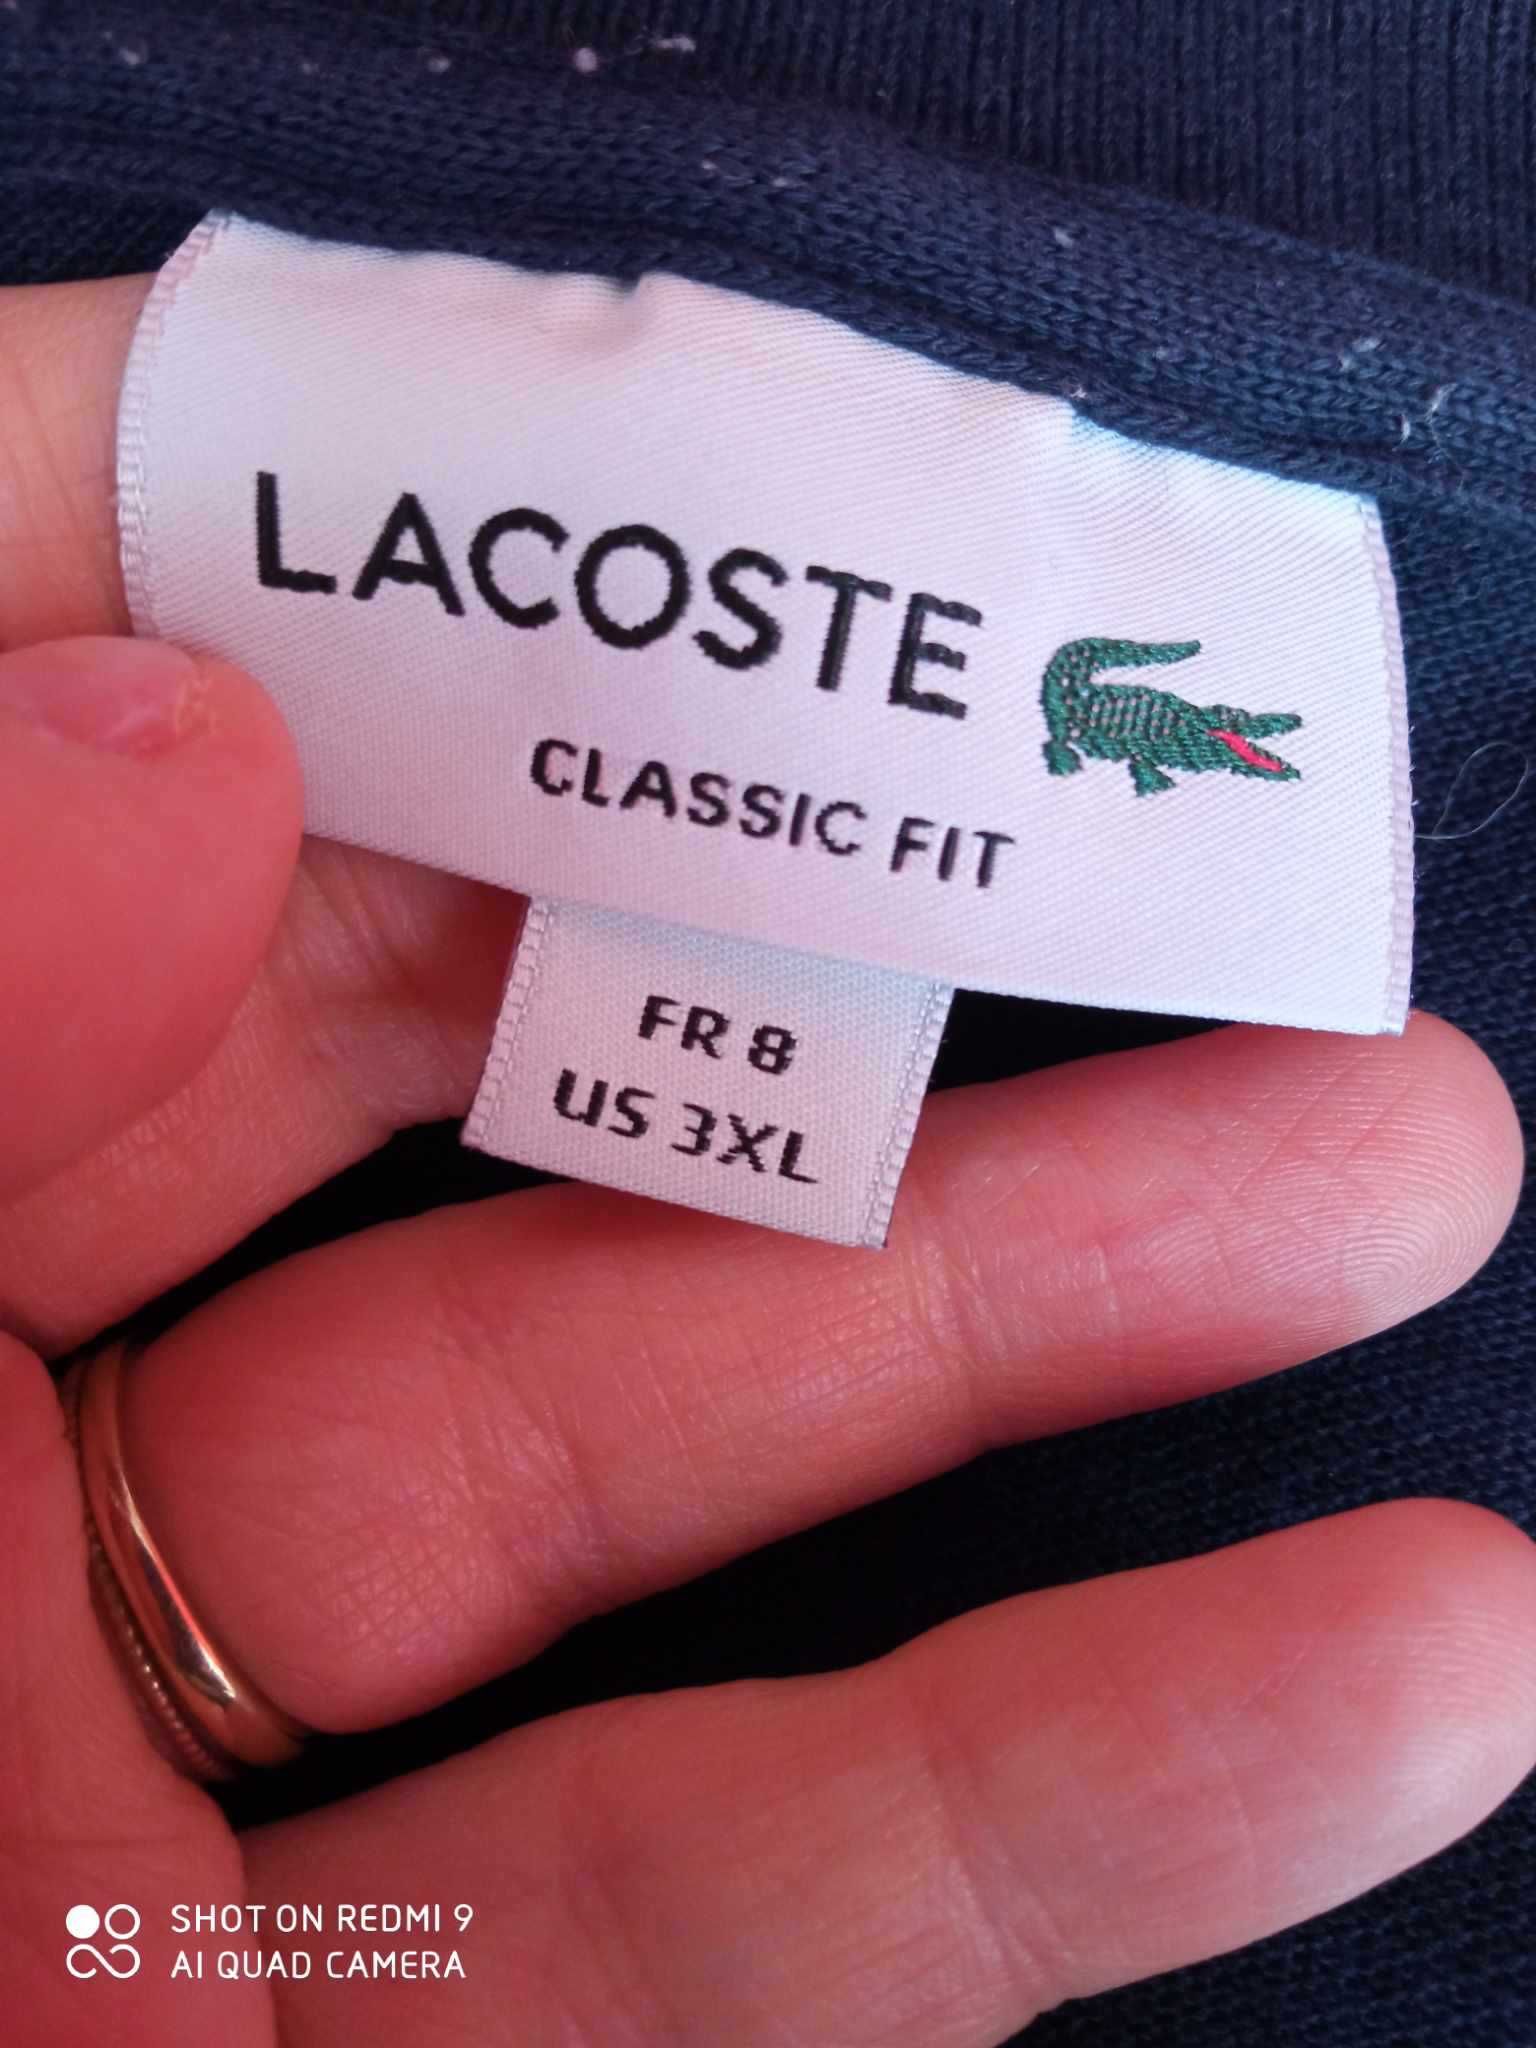 LACOSTE
CLASSIC FIT
FR 8
US 3XL
SHOT ON REDMI 9
AI QUAD CAMERA